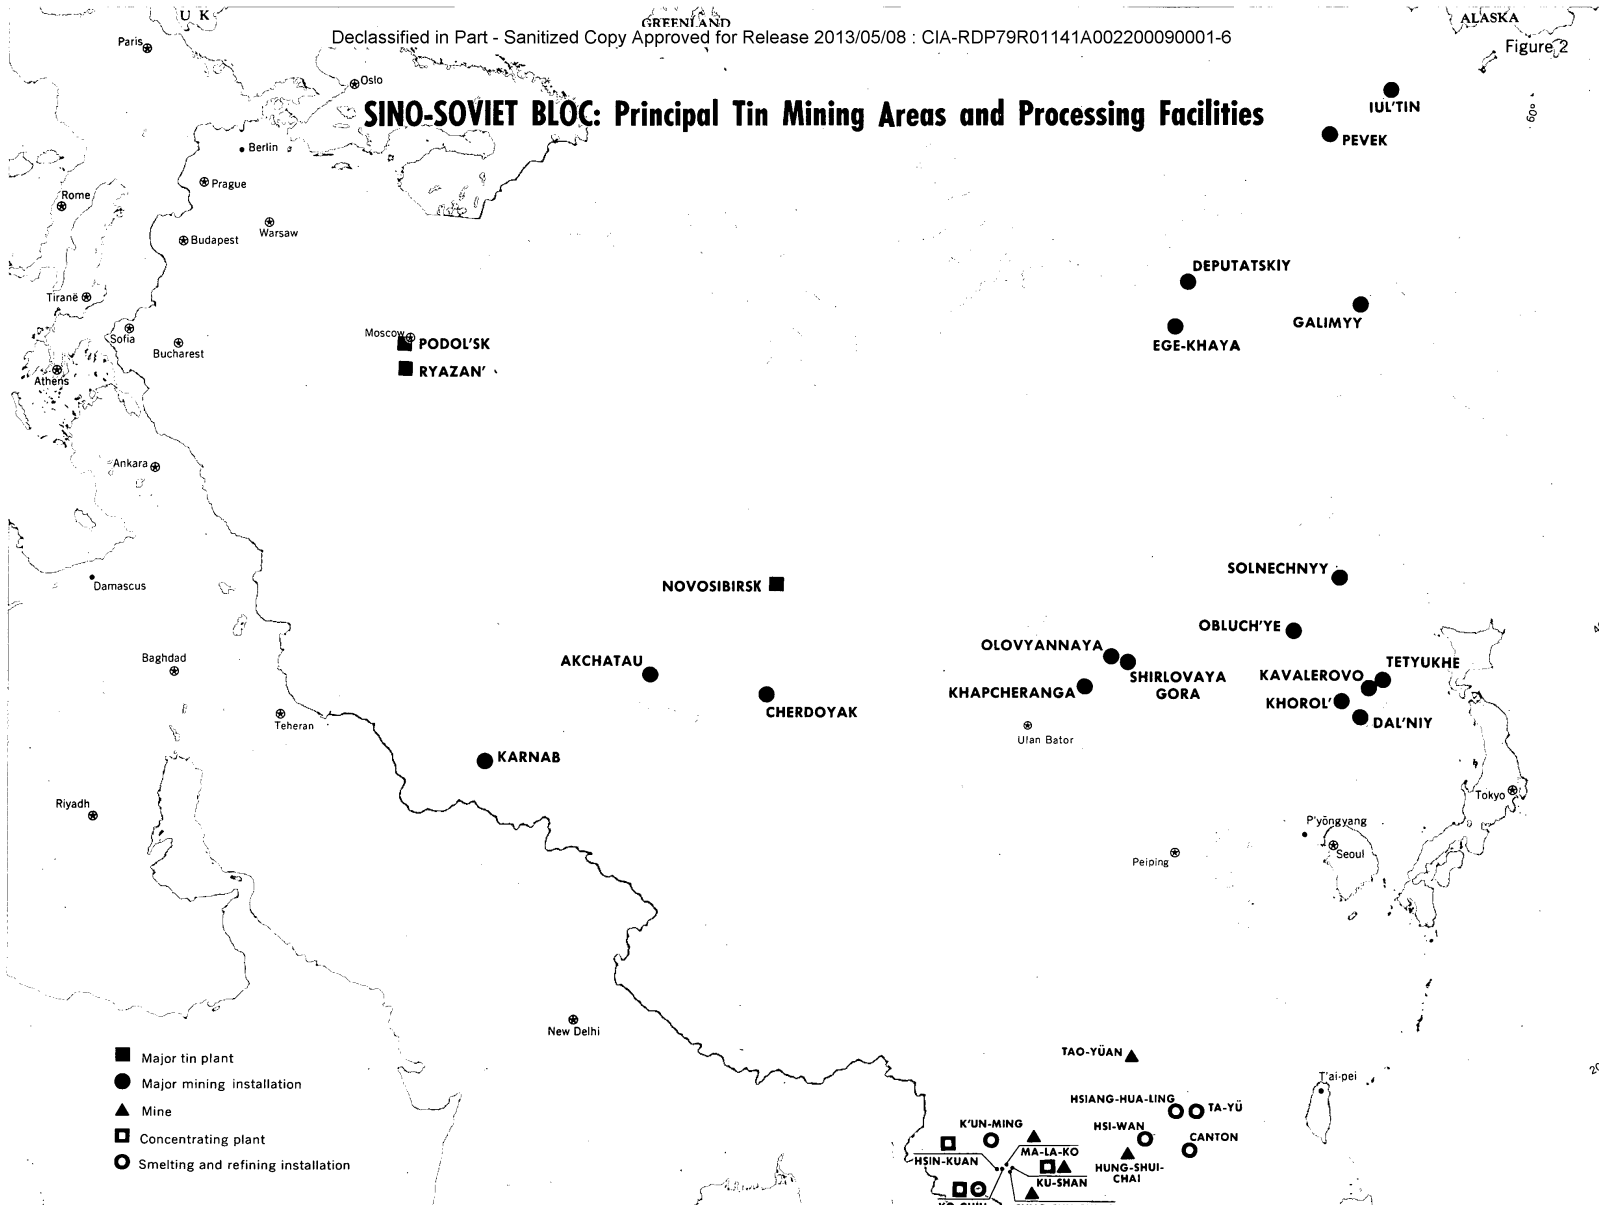 U K
GREENLAND
ALASKA
Declassified in Part - Sanitized Copy Approved for Release 2013/05/08 : CIA-RDP79R01141A002200090001-6
Figure 2
Paris
Oslo
SINO-SOVIET BLOC: Principal Tin Mining Areas and Processing Facilities
IUL'TIN
60
PEVEK
Berlin
Prague
Rome
Warsaw
Budapest
DEPUTATSKIY
Tiranë
GALIMYY
Sofia
Moscow
PODOL'SK
EGE-KHAYA
Bucharest
RYAZAN'
Athens
Ankara
SOLNECHNYY
Damascus
NOVOSIBIRSK
OBLUCH'YE
OLOVYANNAYA
Baghdad
AKCHATAU
TETYUKHE
KAVALEROVO
SHIRLOVAYA
GORA
KHAPCHERANGA
KHOROL'
CHERDOYAK
DAL'NIY
Teheran
Ulan Bator
KARNAB
Tokyo
Riyadh
P'yŏngyang
Seoul
Peiping
New Delhi
TAO-YÜAN
Major tin plant
T'ai-pei
Major mining installation
HSIANG-HUA-LING
TA-YÜ
Mine
K'UN-MING
HSI-WAN
Concentrating plant
CANTON
MA-LA-KO
HSIN-KUAN
Smelting and refining installation
HUNG-SHUI-
CHAI
KU-SHAN